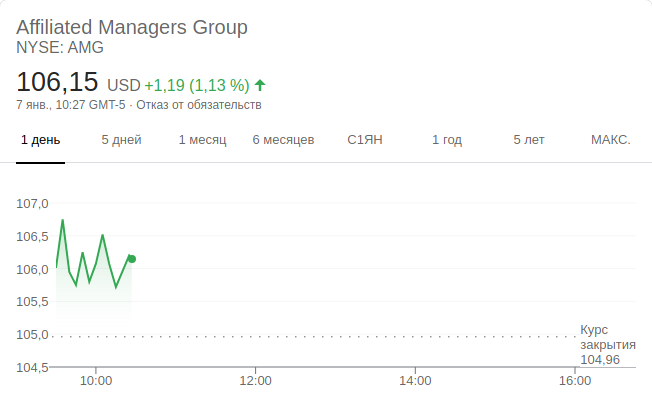 Affiliated Managers Group
NYSE: AMG
106,15 USD +1,19 (1,13 %)
7 янв., 10:27 GMT-5 · Отказ от обязательств
1 день 5 дней 1 месяц 6 месяцев С1ЯН 1 год 5 лет МАКС.
107,0
106,5
106,0
105,5
105,0
104,5
Курс
закрытия
104,96
10:00 12:00 14:00 16:00